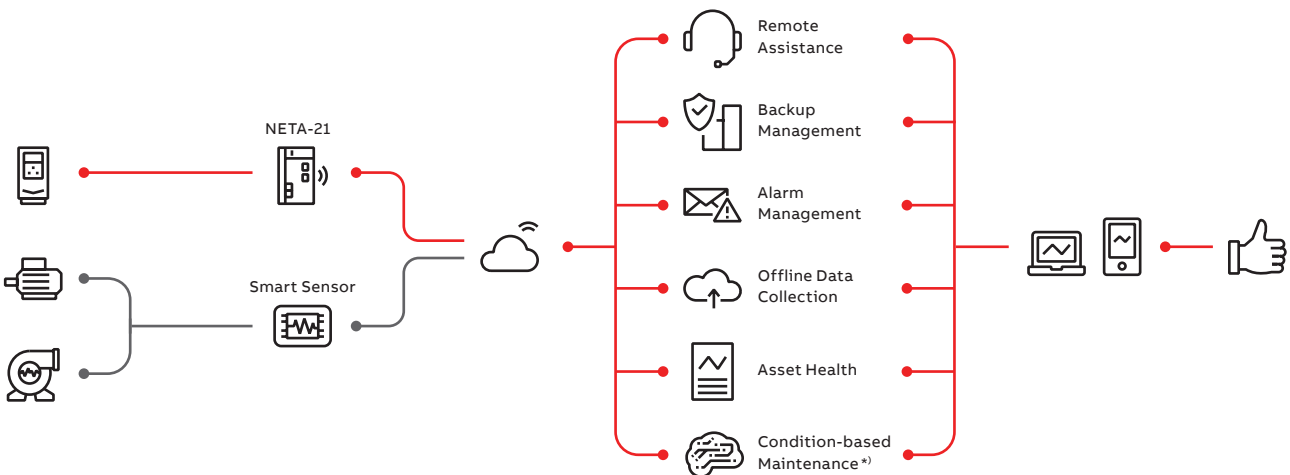 NETA-21
Smart Sensor
Remote
Assistance
Backup
Management
Alarm
Management
Offline Data
Collection
Asset Health
Condition-based
Maintenance *)